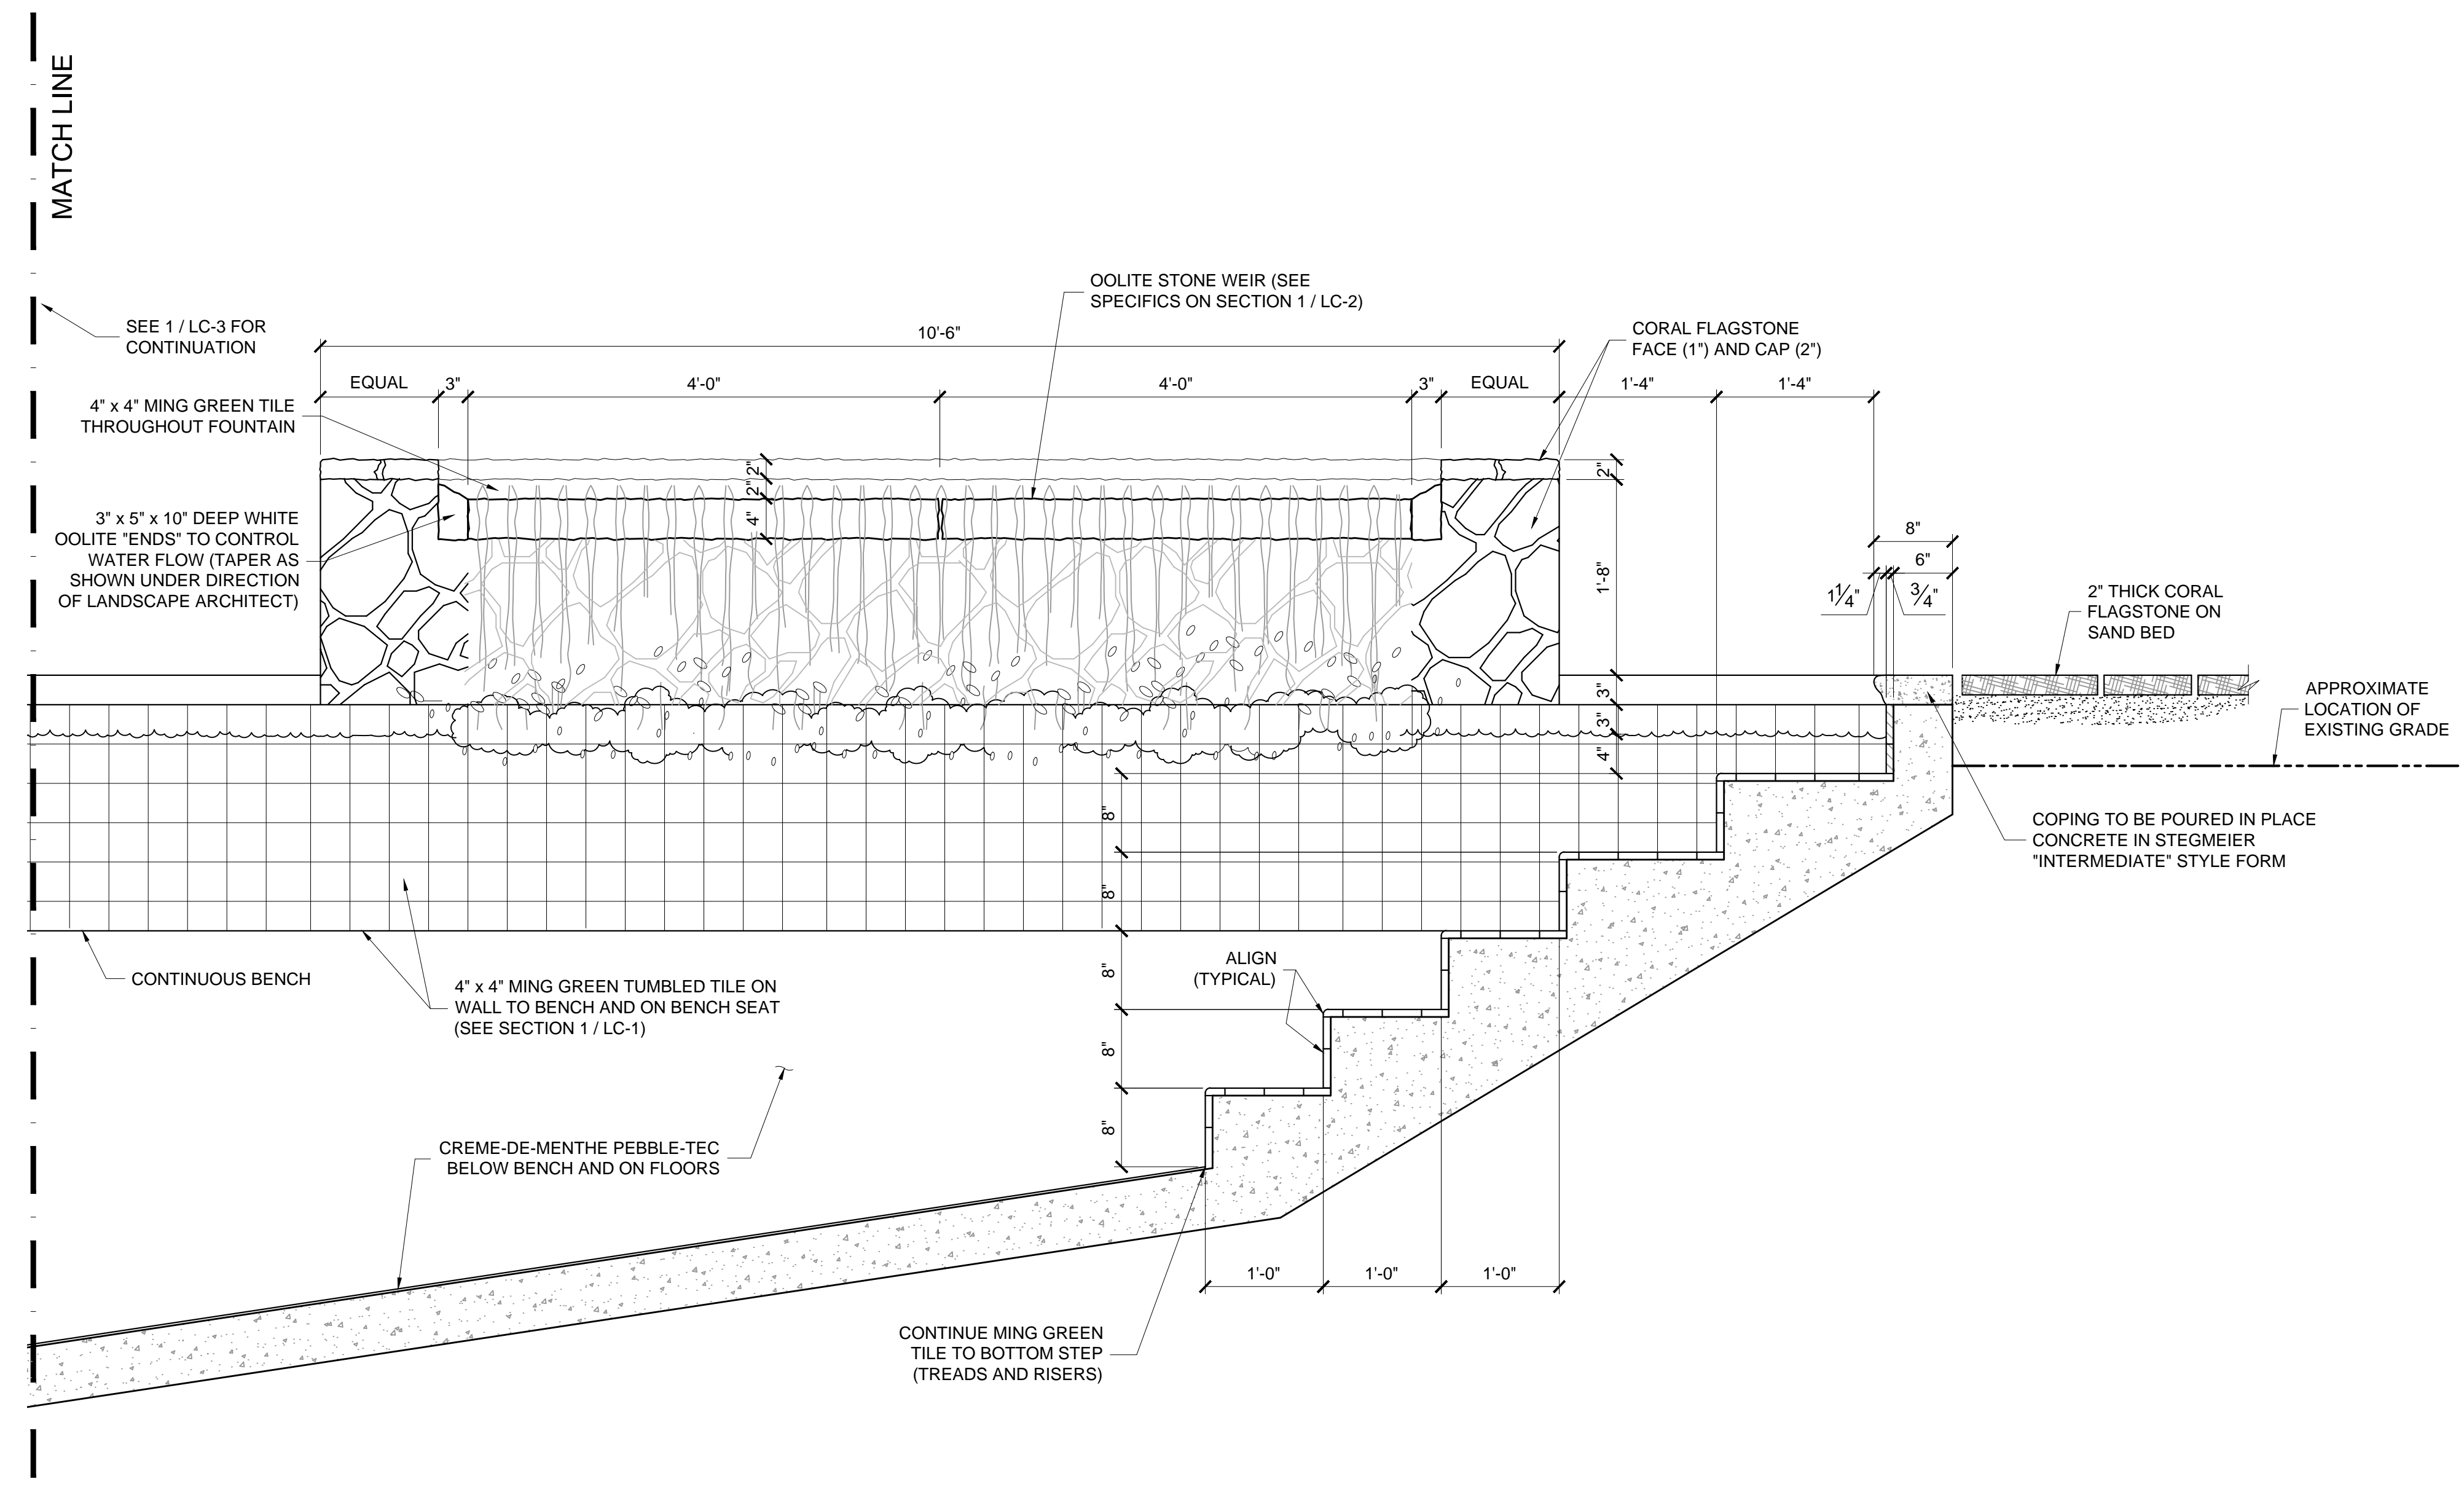 MATCH LINE
SEE 1 / LC-3 FOR
CONTINUATION
OOLITE STONE WEIR (SEE
SPECIFICS ON SECTION 1 / LC-2)
10'-6"
CORAL FLAGSTONE
FACE (1") AND CAP (2")
EQUAL
3"
4'-0"
4'-0"
3"
EQUAL
1'-4"
1'-4"
4" x 4" MING GREEN TILE
THROUGHOUT FOUNTAIN
2"
2"
4"
2"
1'-8"
3"
3"
4"
3" x 5" x 10" DEEP WHITE
OOLITE "ENDS" TO CONTROL
WATER FLOW (TAPER AS
SHOWN UNDER DIRECTION
OF LANDSCAPE ARCHITECT)
8"
6"
1 1/4"
3/4"
2" THICK CORAL
FLAGSTONE ON
SAND BED
APPROXIMATE
LOCATION OF
EXISTING GRADE
COPING TO BE POURED IN PLACE
CONCRETE IN STEGMEIER
"INTERMEDIATE" STYLE FORM
8"
8"
8"
8"
8"
CONTINUOUS BENCH
4" x 4" MING GREEN TUMBLED TILE ON
WALL TO BENCH AND ON BENCH SEAT
(SEE SECTION 1 / LC-1)
ALIGN
(TYPICAL)
CREME-DE-MENTHE PEBBLE-TEC
BELOW BENCH AND ON FLOORS
1'-0"
1'-0"
1'-0"
CONTINUE MING GREEN
TILE TO BOTTOM STEP
(TREADS AND RISERS)